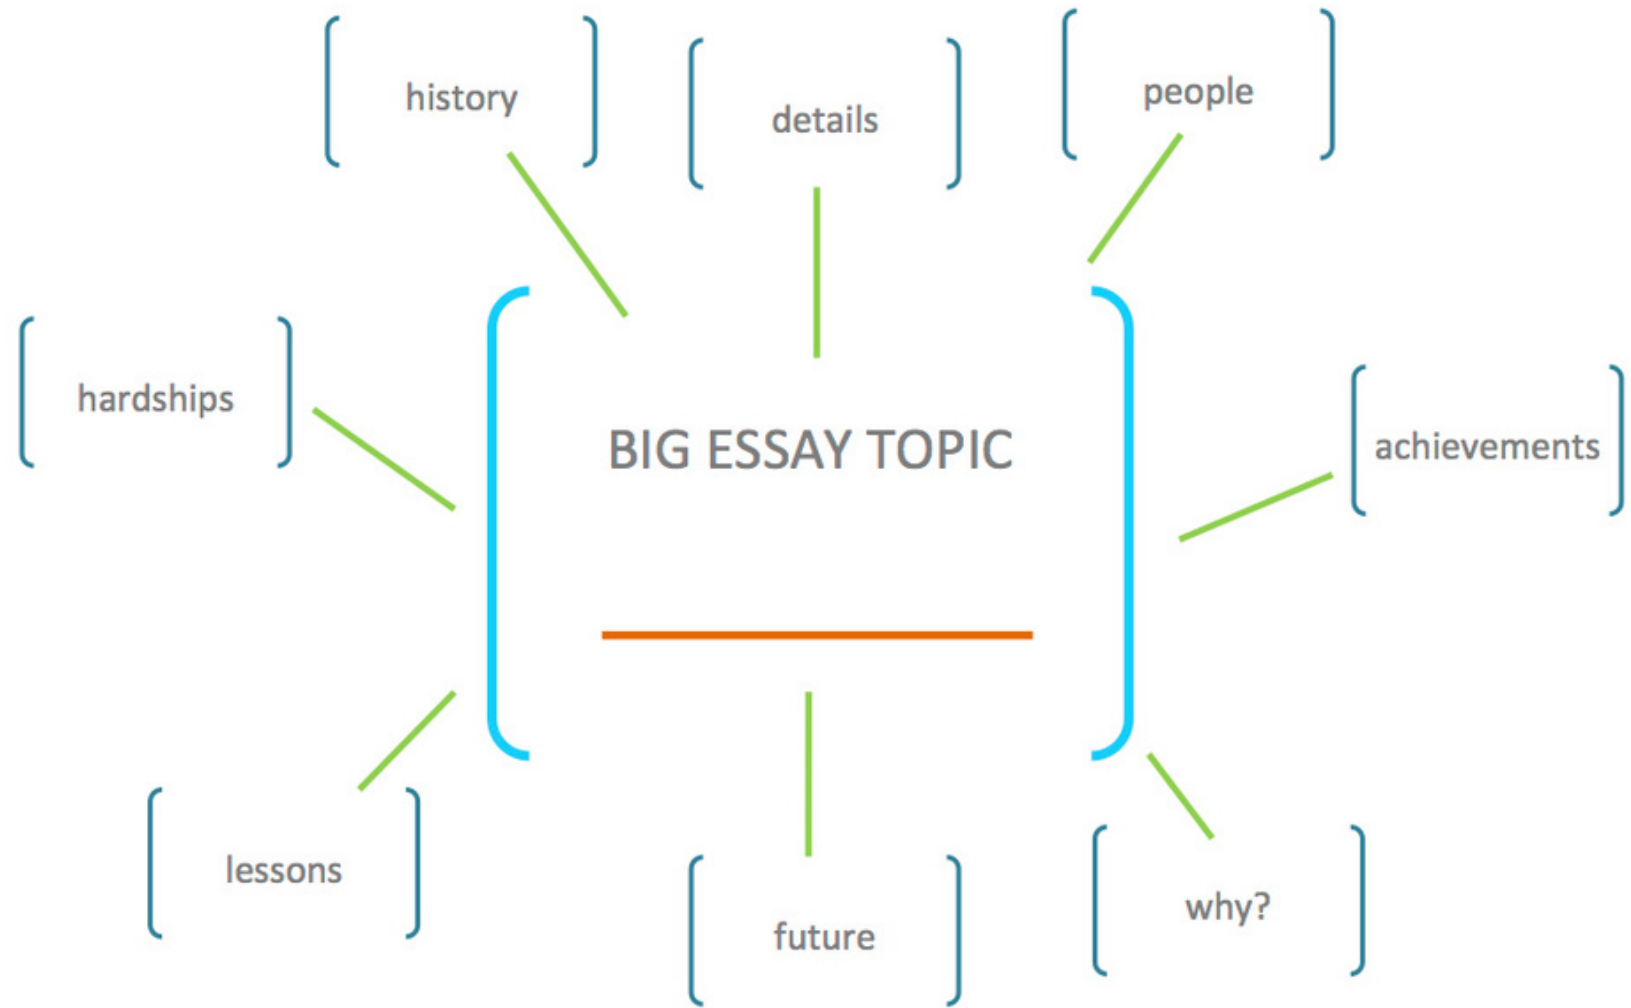 history
details
people
hardships
BIG ESSAY TOPIC
achievements
lessons
future
why?